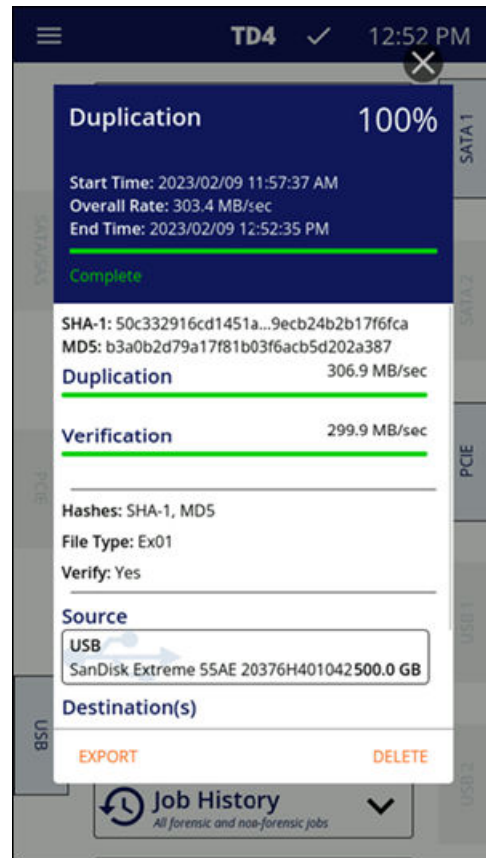 TD4 ✓ 12:52 PM
Duplication 100%
Start Time: 2023/02/09 11:57:37 AM
Overall Rate: 303.4 MB/sec
End Time: 2023/02/09 12:52:35 PM
Complete
SHA-1: 50c332916cd1451a...9ecb24b2b17f6fca
MD5: b3a0b2d79a17f81b03f6acb5d202a387
Duplication 306.9 MB/sec
Verification 299.9 MB/sec
Hashes: SHA-1, MD5
File Type: Ex01
Verify: Yes
Source
USB
SanDisk Extreme 55AE 20376H401042 500.0 GB
Destination(s)
EXPORT DELETE
Job History
All forensic and non-forensic jobs
SATA/SAS
PCIE
USB
SATA 1
SATA 2
PCIE
USB 1
USB 2